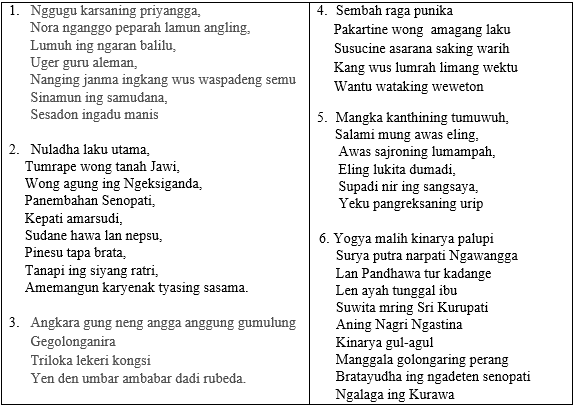 1. Nggugu karsaning priyangga,
Nora nganggo peparah lamun angling,
Lumuh ing ngaran balilu,
Uger guru aleman,
Nanging janma ingkang wus waspadeng semu
Sinamun ing samudana,
Sesadon ingadu manis
2. Nuladha laku utama,
Tumrape wong tanah Jawi,
Wong agung ing Ngeksiganda,
Panembahan Senopati,
Kepati amarsudi,
Sudane hawa lan nepsu,
Pinesu tapa brata,
Tanapi ing siyang ratri,
Amemangun karyenak tyasing sasama.
3. Angkara gung neng angga anggung gumulung
Gegolonganira
Triloka lekeri kongsi
Yen den umbar ambabar dadi rubeda.
4. Sembah raga punika
Pakartine wong amagang laku
Susucine asarana saking warih
Kang wus lumrah limang wektu
Wantu wataking weweton
5. Mangka kanthining tumuwuh,
Salami mung awas eling,
Awas sajroning lumampah,
Eling lukita dumadi,
Supadi nir ing sangsaya,
Yeku pangreksaning urip
6. Yogya malih kinarya palupi
Surya putra narpati Ngawangga
Lan Pandhawa tur kadange
Len ayah tunggal ibu
Suwita mring Sri Kurupati
Aning Nagri Ngastina
Kinarya gul-agul
Manggala golongaring perang
Bratayudha ing ngadeten senopati
Ngalaga ing Kurawa